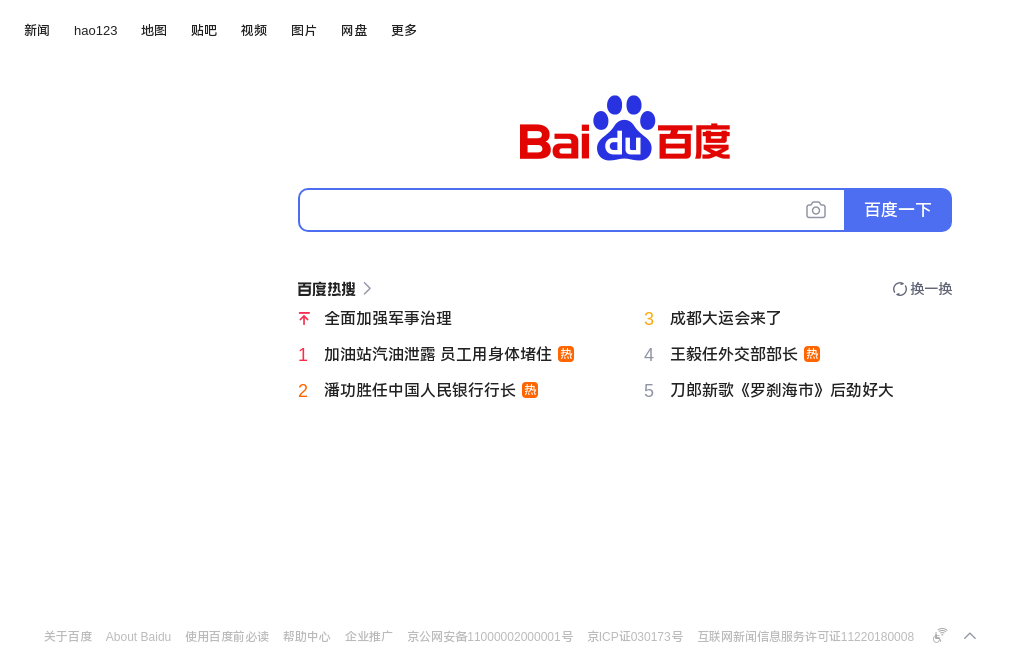 新闻 hao123 地图 贴吧 视频 图片 网盘 更多
Bai du 百度
百度一下
百度热搜 换一换
全面加强军事治理
1 加油站汽油泄露 员工用身体堵住 热
2 潘功胜任中国人民银行行长 热
3 成都大运会来了
4 王毅任外交部部长 热
5 刀郎新歌《罗刹海市》后劲好大
关于百度 About Baidu 使用百度前必读 帮助中心 企业推广 京公网安备11000002000001号 京ICP证030173号 互联网新闻信息服务许可证11220180008